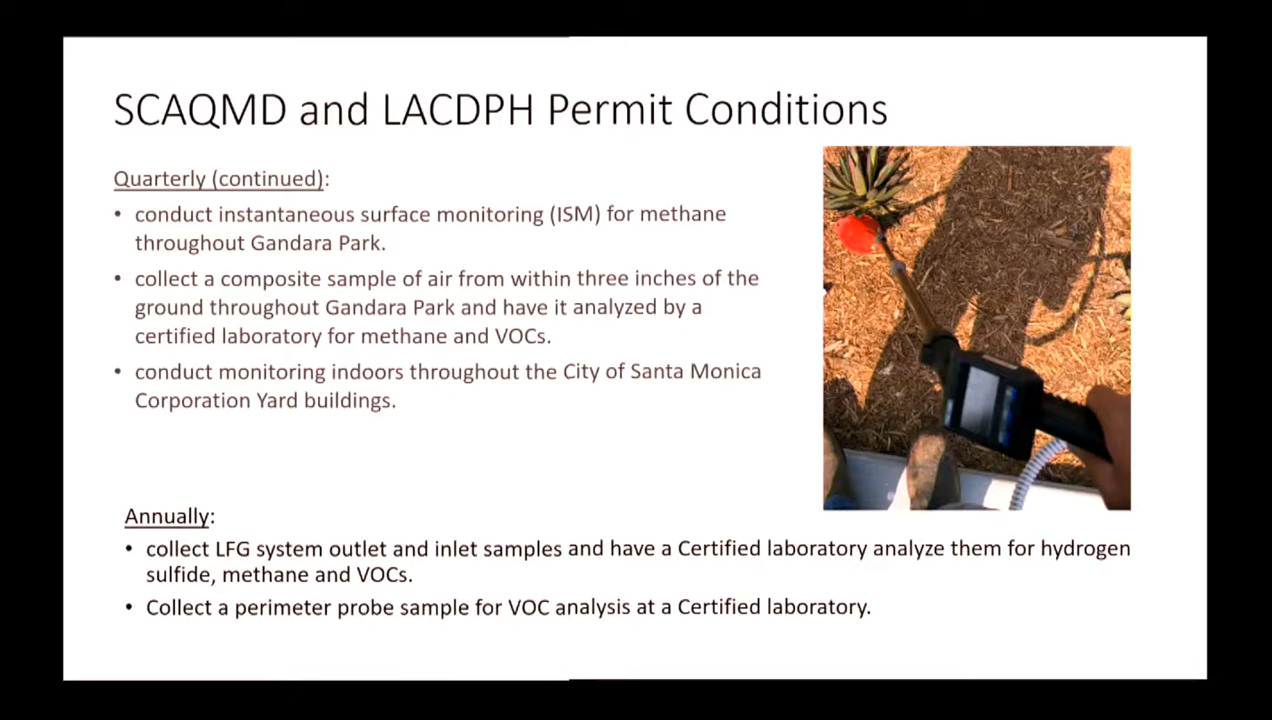 SCAQMD and LACDPH Permit Conditions
Quarterly (continued):
• conduct instantaneous surface monitoring (ISM) for methane
throughout Gandara Park.
• collect a composite sample of air from within three inches of the
ground throughout Gandara Park and have it analyzed by a
certified laboratory for methane and VOCs.
• conduct monitoring indoors throughout the City of Santa Monica
Corporation Yard buildings.
Annually:
• collect LFG system outlet and inlet samples and have a Certified laboratory analyze them for hydrogen
sulfide, methane and VOCs.
• Collect a perimeter probe sample for VOC analysis at a Certified laboratory.